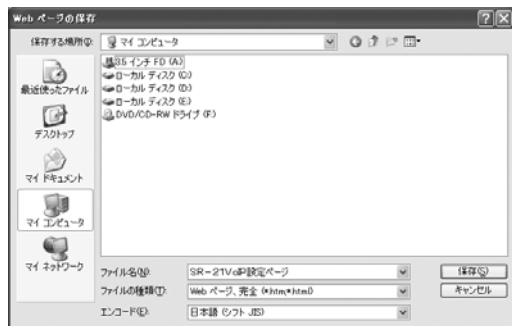 Web ページの保存
保存する場所(I):
マイ コンピュータ
最近使ったファイル
デスクトップ
マイ ドキュメント
マイ コンピュータ
マイ ネットワーク
3.5 インチ FD (A:)
ローカル ディスク (C:)
ローカル ディスク (D:)
ローカル ディスク (E:)
DVD/CD-RW ドライブ (F:)
ファイル名(N):
SR-21VoIP設定ページ
保存(S)
ファイルの種類(T):
Web ページ、完全 (*.htm;*.html)
キャンセル
エンコード(E):
日本語 (シフト JIS)